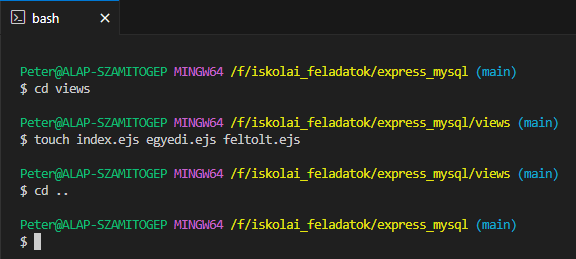 bash
Peter@ALAP-SZAMITOGEP MINGW64 /f/iskolai_feladatok/express_mysql (main)
$ cd views
Peter@ALAP-SZAMITOGEP MINGW64 /f/iskolai_feladatok/express_mysql/views (main)
$ touch index.ejs egyedi.ejs feltolt.ejs
Peter@ALAP-SZAMITOGEP MINGW64 /f/iskolai_feladatok/express_mysql/views (main)
$ cd ..
Peter@ALAP-SZAMITOGEP MINGW64 /f/iskolai_feladatok/express_mysql (main)
$